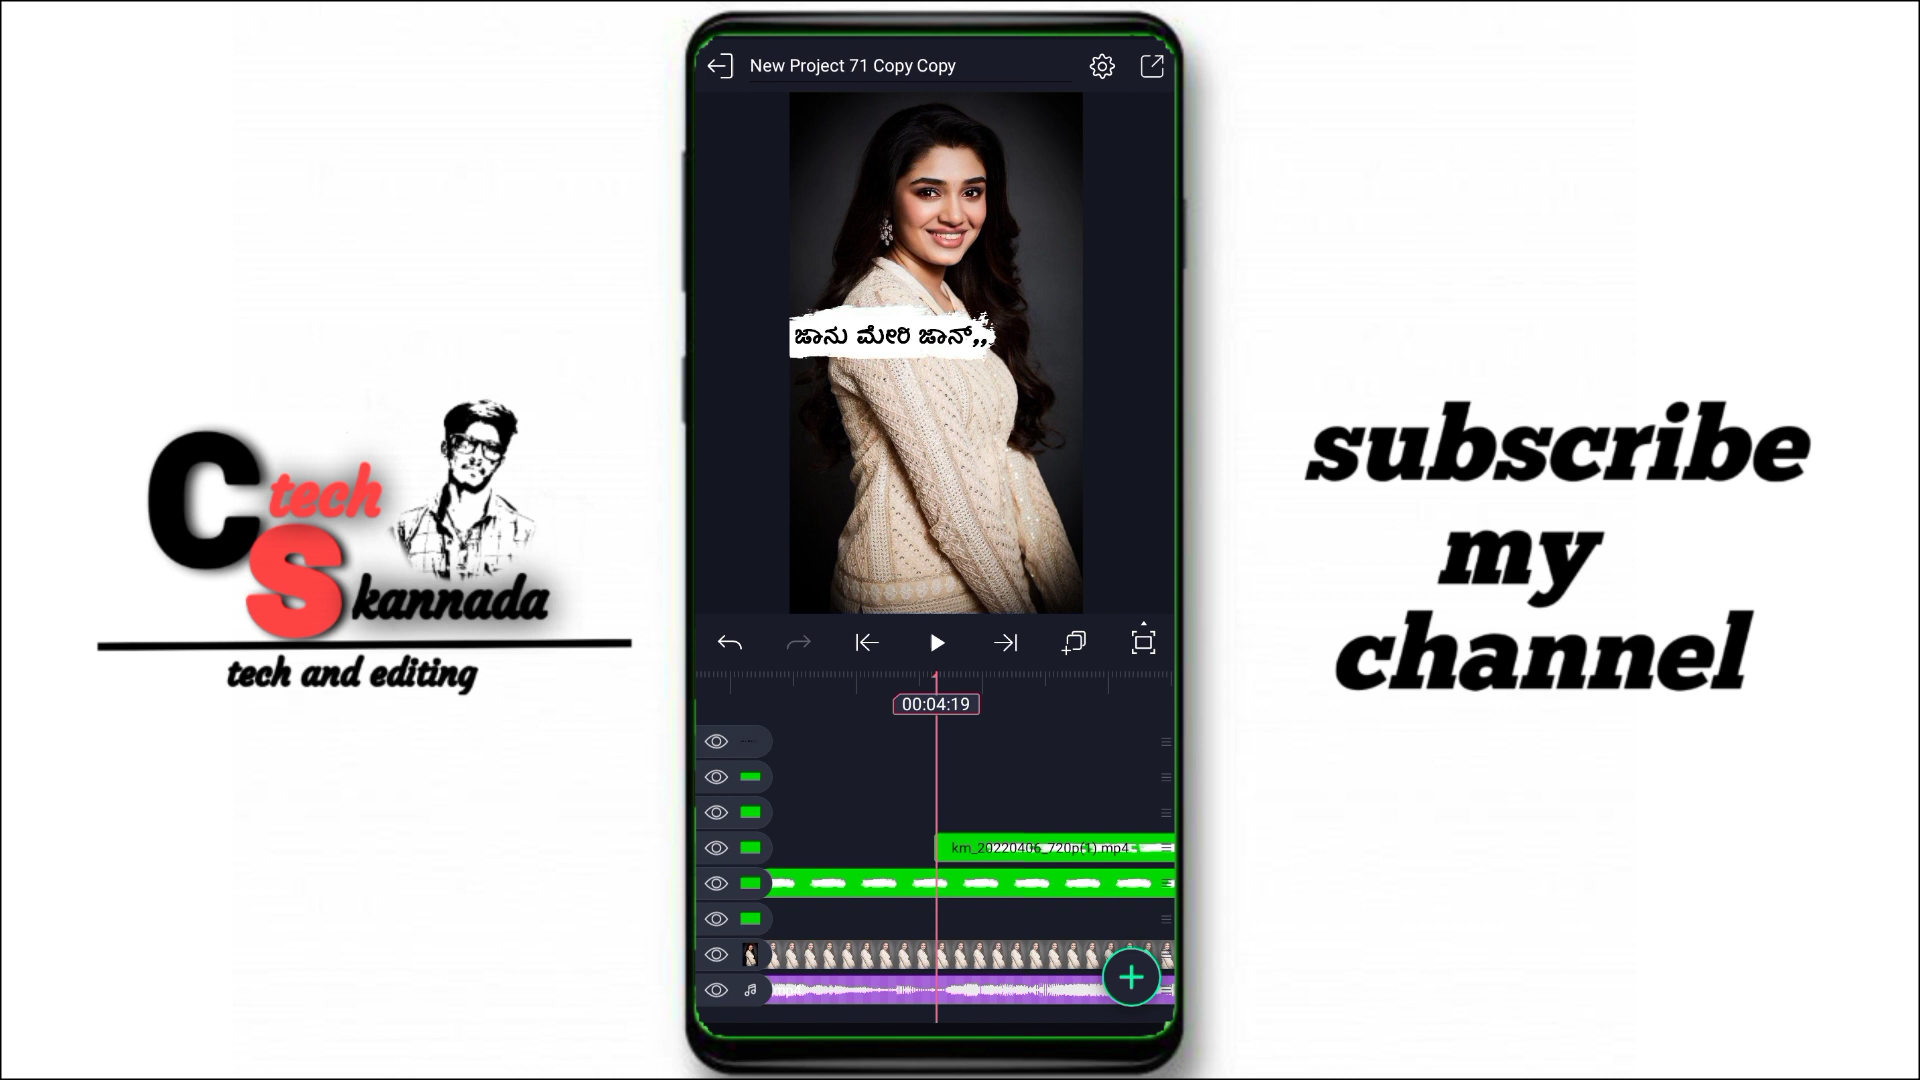 New Project 71 Copy Copy
ಜಾನು ಮೇರಿ ಜಾನ್,,
00:04:19
km_20220406_720p(1).mp4
C tech
S kannada
tech and editing
subscribe
my
channel